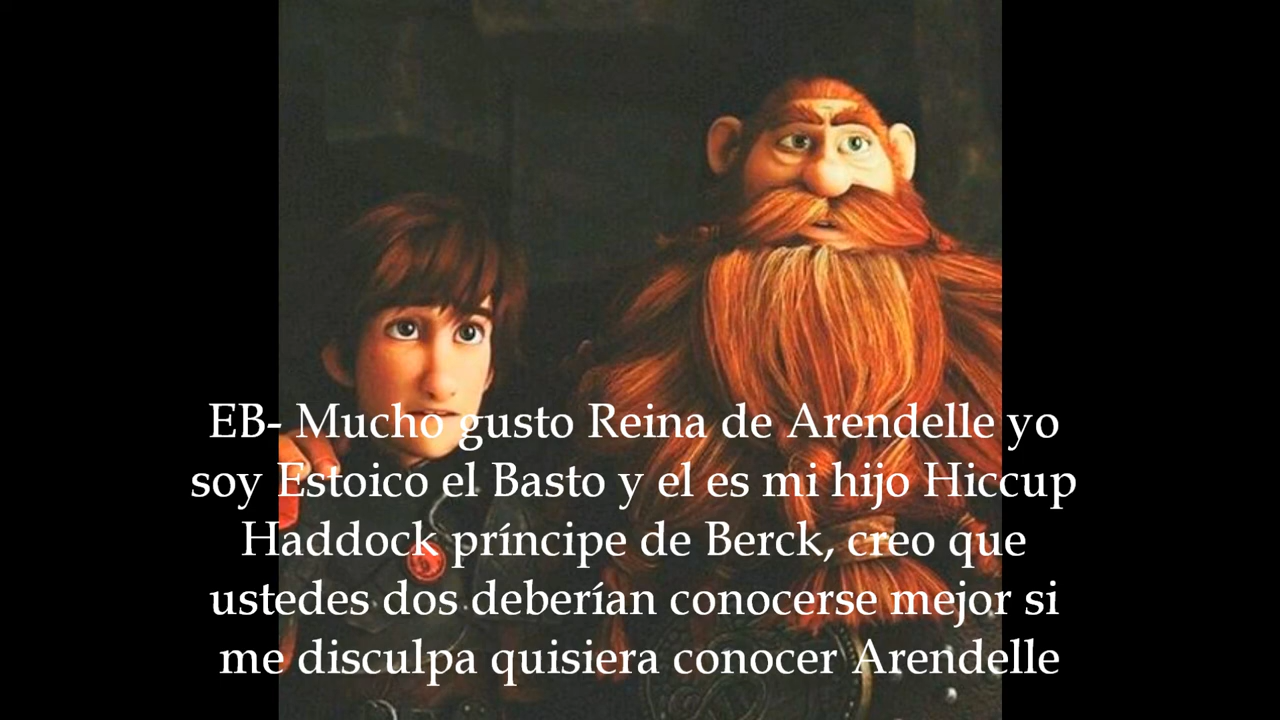 EB- Mucho gusto Reina de Arendelle yo
soy Estoico el Basto y el es mi hijo Hiccup
Haddock príncipe de Berck, creo que
ustedes dos deberían conocerse mejor si
me disculpa quisiera conocer Arendelle